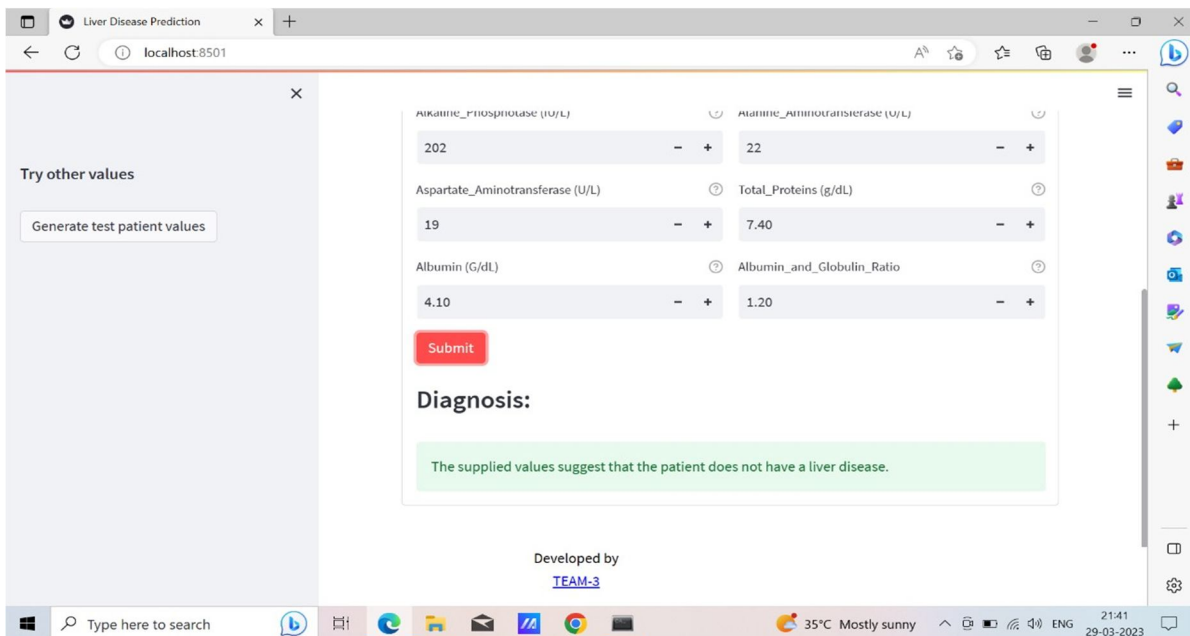 Liver Disease Prediction
localhost:8501
Try other values
Generate test patient values
Alkaline_Phosphotase (IU/L)
Alanine_Aminotransferase (U/L)
202
22
Aspartate_Aminotransferase (U/L)
Total_Proteins (g/dL)
19
7.40
Albumin (G/dL)
Albumin_and_Globulin_Ratio
4.10
1.20
Submit
Diagnosis:
The supplied values suggest that the patient does not have a liver disease.
Developed by
TEAM-3
Type here to search
35°C Mostly sunny
ENG
21:41
29-03-2023